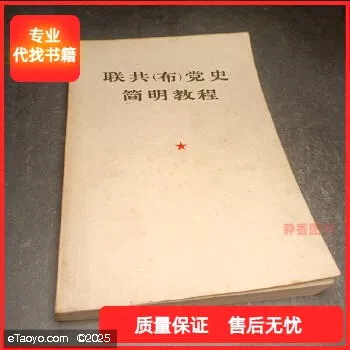 专业
代找书籍
联共(布)党史
简明教程
静香图
质量保证 售后无忧
eTaoyo.com ©2025